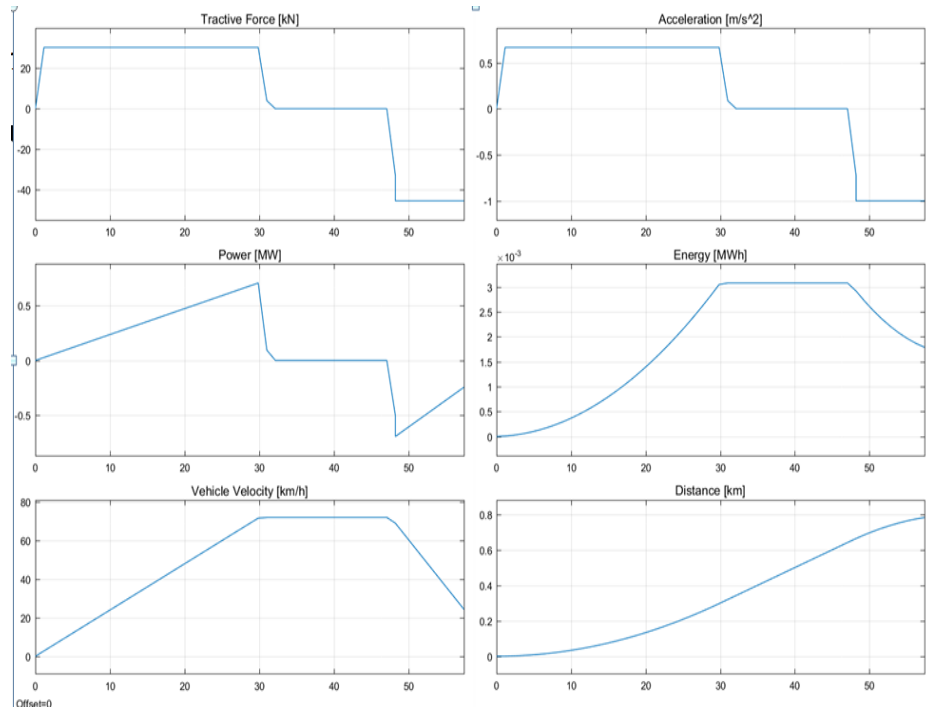 Tractive Force [kN]
20
0
-20
-40
0 10 20 30 40 50
Acceleration [m/s^2]
0.5
0
-0.5
-1
0 10 20 30 40 50
Power [MW]
0.5
0
-0.5
0 10 20 30 40 50
Energy [MWh]
×10^-3
3
2.5
2
1.5
1
0.5
0
0 10 20 30 40 50
Vehicle Velocity [km/h]
80
60
40
20
0
0 10 20 30 40 50
Distance [km]
0.8
0.6
0.4
0.2
0
0 10 20 30 40 50
Offset=0